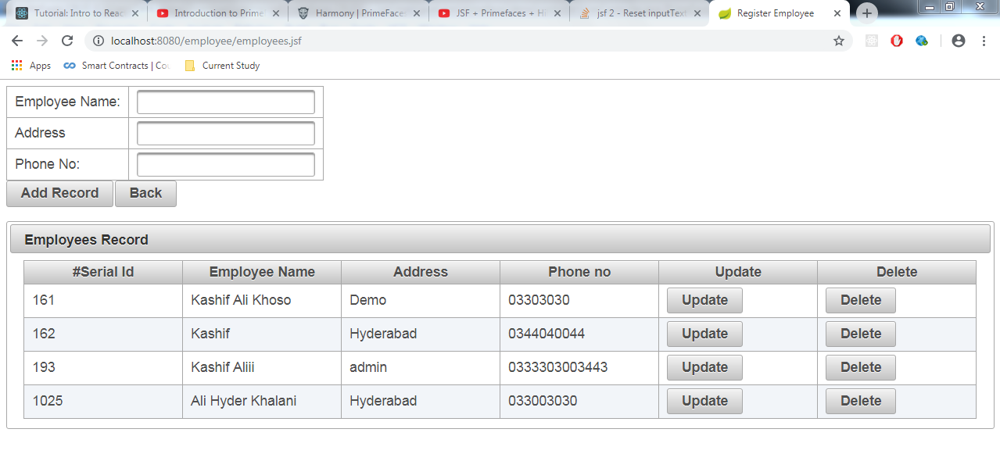 Tutorial: Intro to Reac Introduction to Prime Harmony | PrimeFace JSF + Primefaces + Hi jsf 2 - Reset inputText Register Employee
localhost:8080/employee/employees.jsf
Apps Smart Contracts | Cou Current Study
Employee Name:
Address
Phone No:
Add Record Back
Employees Record
#Serial Id Employee Name Address Phone no Update Delete
161 Kashif Ali Khoso Demo 03303030 Update Delete
162 Kashif Hyderabad 0344040044 Update Delete
193 Kashif Aliii admin 0333303003443 Update Delete
1025 Ali Hyder Khalani Hyderabad 033003030 Update Delete